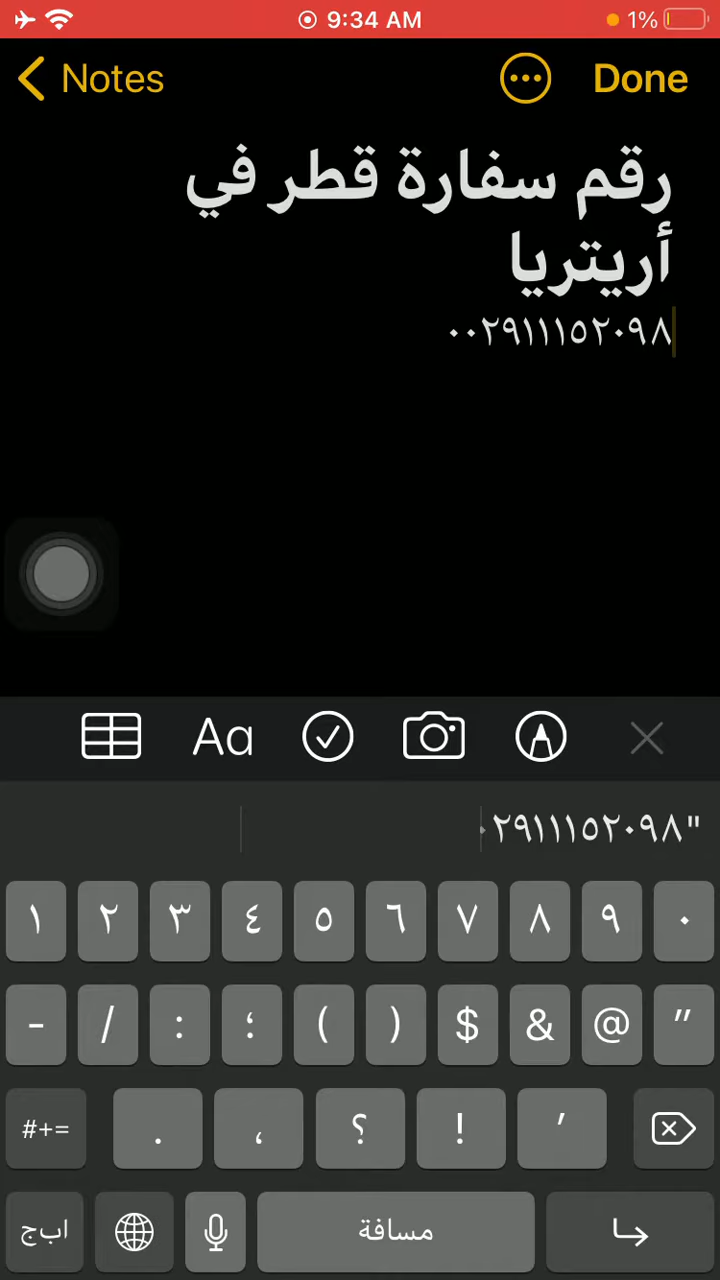 9:34 AM
1%
Notes
Done
رقم سفارة قطر في
أريتريا
٠٠٢٩١١١٥٢٠٩٨
Aa
٢٩١١١٥٢٠٩٨"
١ ٢ ٣ ٤ ٥ ٦ ٧ ٨ ٩ ٠
- / : ؛ ( ) $ & @ ”
#+= . ، ؟ ! ’
اب‌ج مسافة